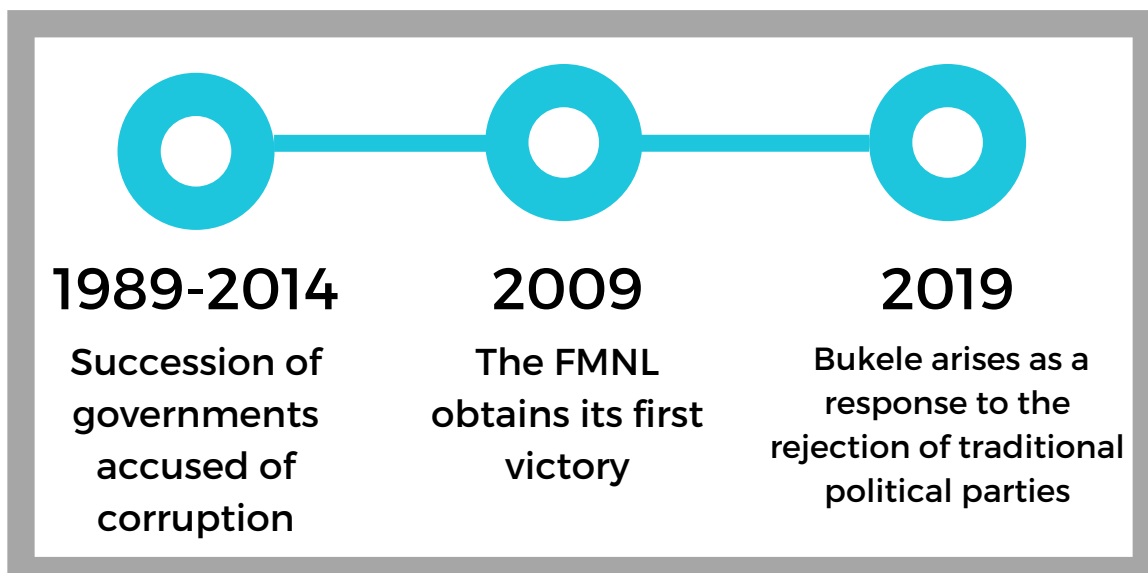 1989-2014
Succession of
governments
accused of
corruption
2009
The FMNL
obtains its first
victory
2019
Bukele arises as a
response to the
rejection of traditional
political parties